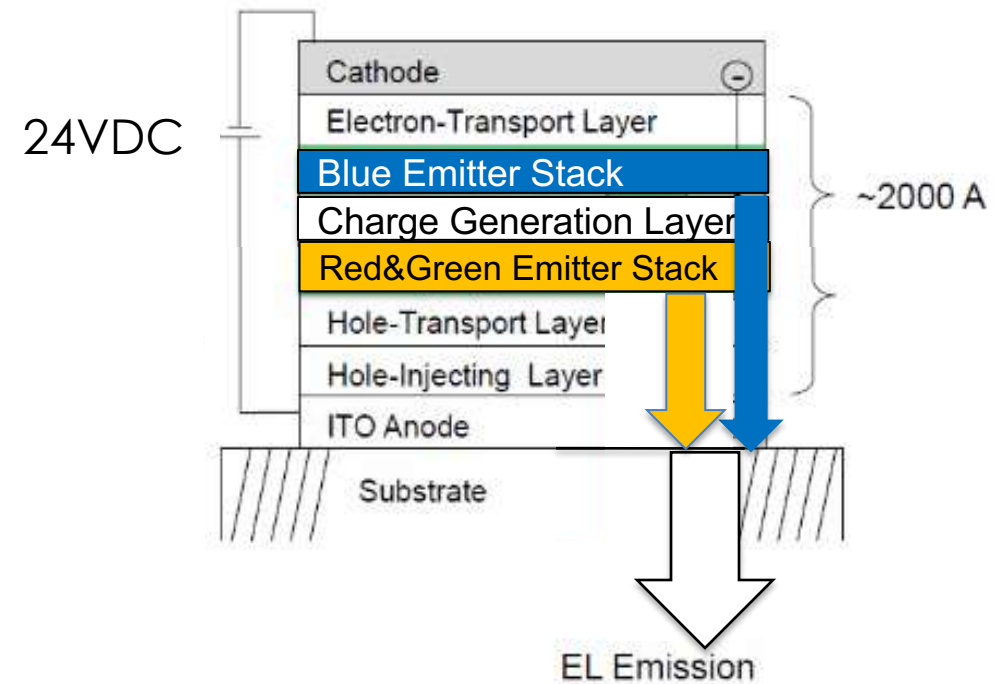 Cathode
-
Electron-Transport Layer
24VDC
Blue Emitter Stack
~2000 A
Charge Generation Layer
Red&Green Emitter Stack
Hole-Transport Layer
Hole-Injecting Layer
ITO Anode
Substrate
EL Emission